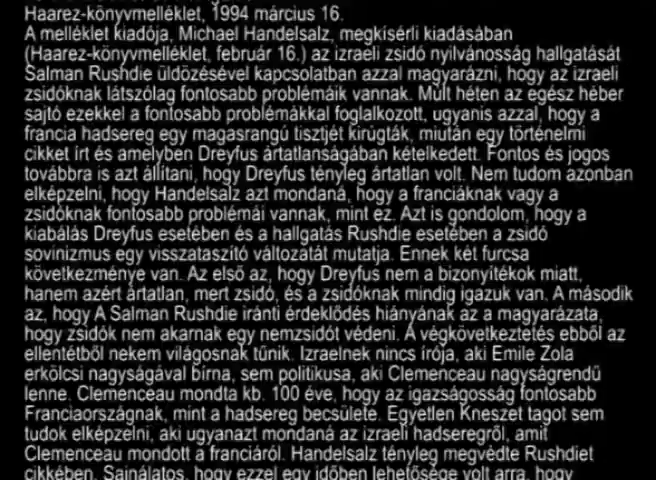 Haarez-könyvmelléklet, 1994 március 16.
A melléklet kiadója, Michael Handelsalz, megkísérli kiadásában
(Haarez-könyvmelléklet, február 16.) az izraeli zsidó nyilvánosság hallgatását
Salman Rushdie üldözésével kapcsolatban azzal magyarázni, hogy az izraeli
zsidóknak látszólag fontosabb problémáik vannak. Múlt héten az egész héber
sajtó ezekkel a fontosabb problémákkal foglalkozott, ugyanis azzal, hogy a
francia hadsereg egy magasrangú tisztjét kirúgták, miután egy történelmi
cikket írt és amelyben Dreyfus ártatlanságában kételkedett. Fontos és jogos
továbbra is azt állítani, hogy Dreyfus tényleg ártatlan volt. Nem tudom azonban
elképzelni, hogy Handelsalz azt mondaná, hogy a franciáknak vagy a
zsidóknak fontosabb problémái vannak, mint ez. Azt is gondolom, hogy a
kiabálás Dreyfus esetében és a hallgatás Rushdie esetében a zsidó
sovinizmus egy visszataszító változatát mutatja. Ennek két furcsa
következménye van. Az első az, hogy Dreyfus nem a bizonyítékok miatt,
hanem azért ártatlan, mert zsidó, és a zsidóknak mindig igazuk van. A második
az, hogy A Salman Rushdie iránti érdeklődés hiányának az a magyarázata,
hogy zsidók nem akarnak egy nemzsidót védeni. A végkövetkeztetés ebből az
ellentétből nekem világosnak tűnik. Izraelnek nincs írója, aki Emile Zola
erkölcsi nagyságával bírna, sem politikusa, aki Clemenceau nagyságrendű
lenne. Clemenceau mondta kb. 100 éve, hogy az igazságosság fontosabb
Franciaországnak, mint a hadsereg becsülete. Egyetlen Kneszet tagot sem
tudok elképzelni, aki ugyanazt mondaná az izraeli hadseregről, amit
Clemenceau mondott a franciáról. Handelsalz tényleg megvédte Rushdiet
cikkében. Sajnálatos, hogy ezzel egy időben lehetősége volt arra, hogy